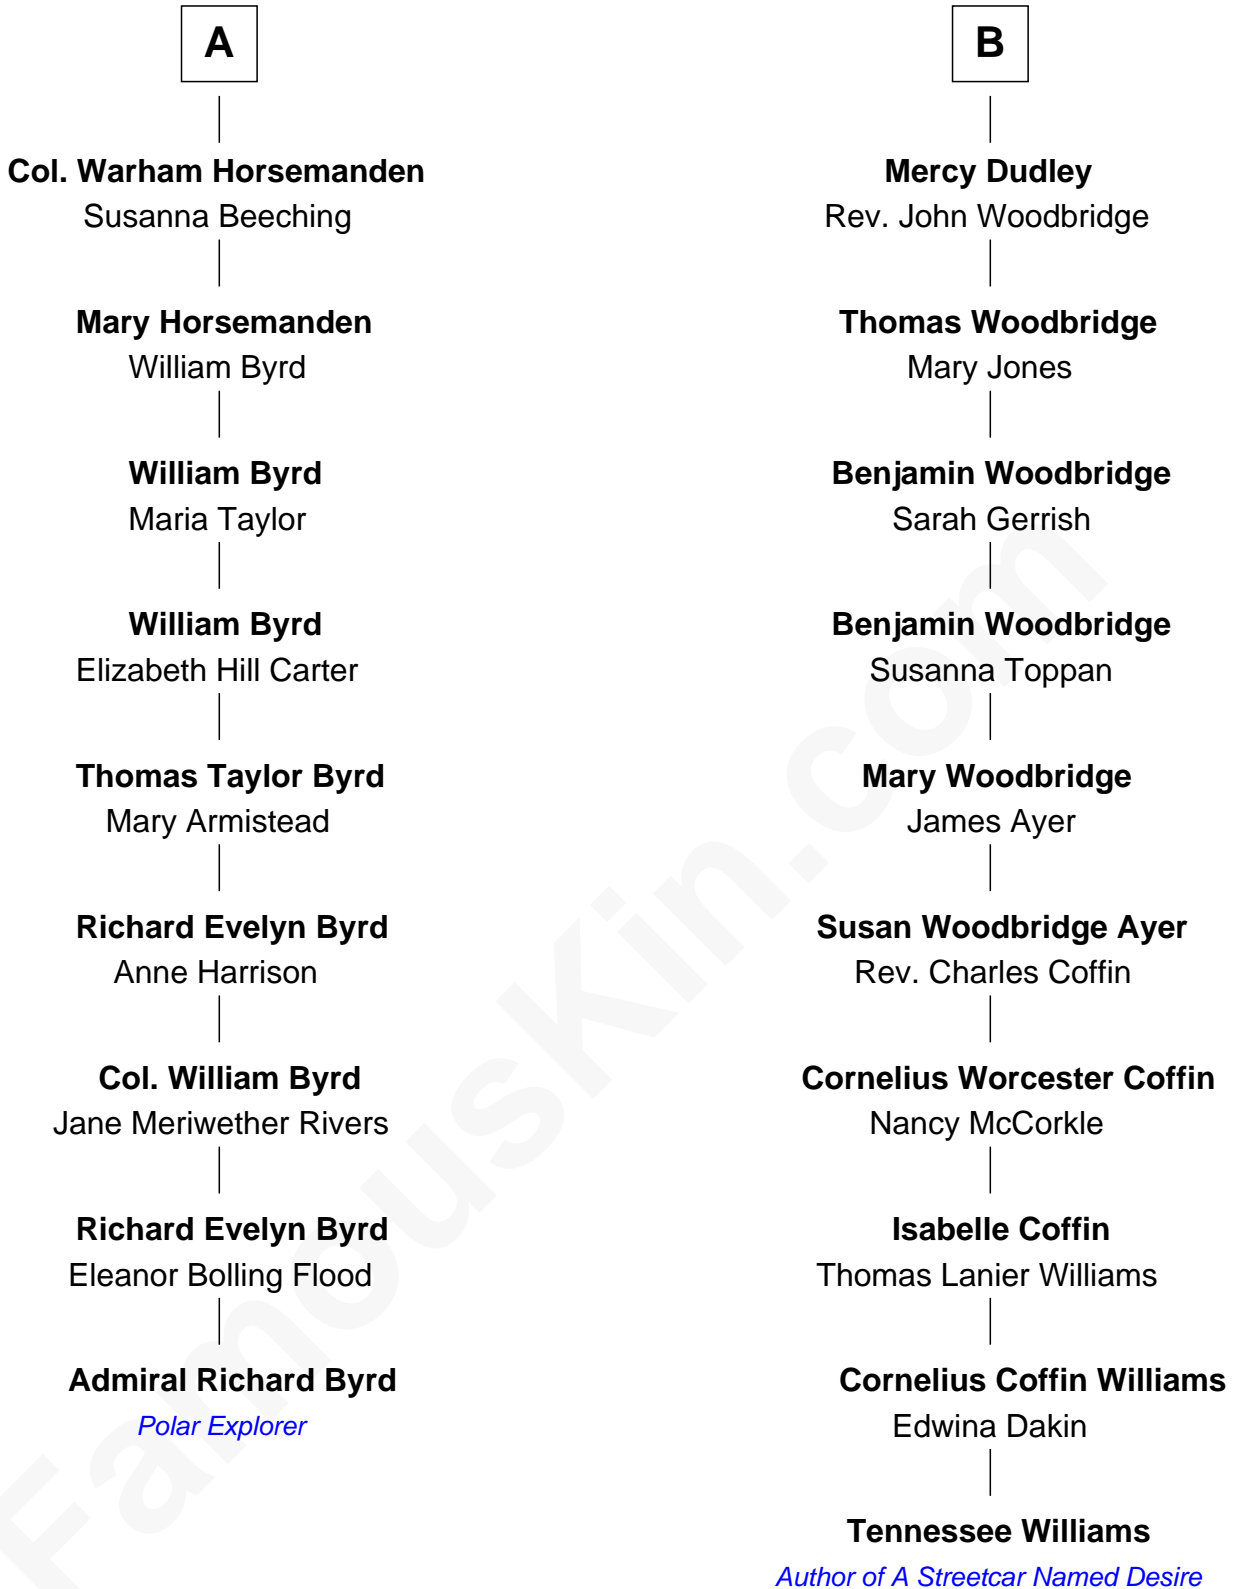 A
Col. Warham Horsemanden
Susanna Beeching
Mary Horsemanden
William Byrd
William Byrd
Maria Taylor
William Byrd
Elizabeth Hill Carter
Thomas Taylor Byrd
Mary Armistead
Richard Evelyn Byrd
Anne Harrison
Col. William Byrd
Jane Meriwether Rivers
Richard Evelyn Byrd
Eleanor Bolling Flood
Admiral Richard Byrd
Polar Explorer
B
Mercy Dudley
Rev. John Woodbridge
Thomas Woodbridge
Mary Jones
Benjamin Woodbridge
Sarah Gerrish
Benjamin Woodbridge
Susanna Toppan
Mary Woodbridge
James Ayer
Susan Woodbridge Ayer
Rev. Charles Coffin
Cornelius Worcester Coffin
Nancy McCorkle
Isabelle Coffin
Thomas Lanier Williams
Cornelius Coffin Williams
Edwina Dakin
Tennessee Williams
Author of A Streetcar Named Desire
FamousKin.com